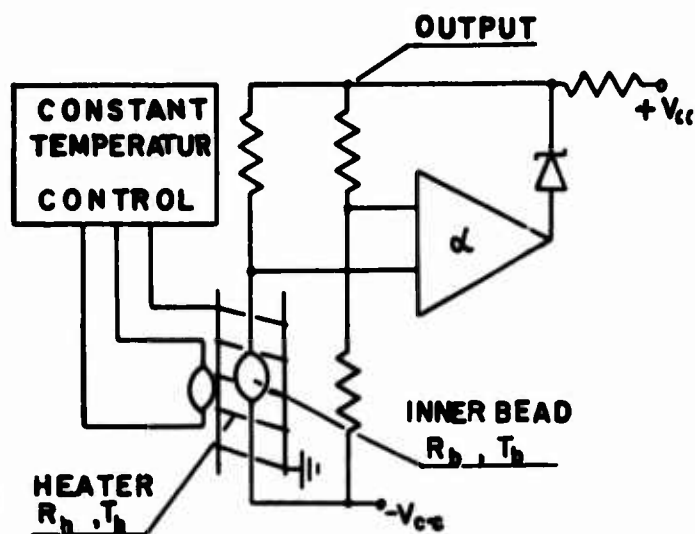 OUTPUT
CONSTANT
TEMPERATUR
CONTROL
+ Vcc
α
INNER BEAD
Rb , Tb
HEATER
Rh , Th
-Vcc